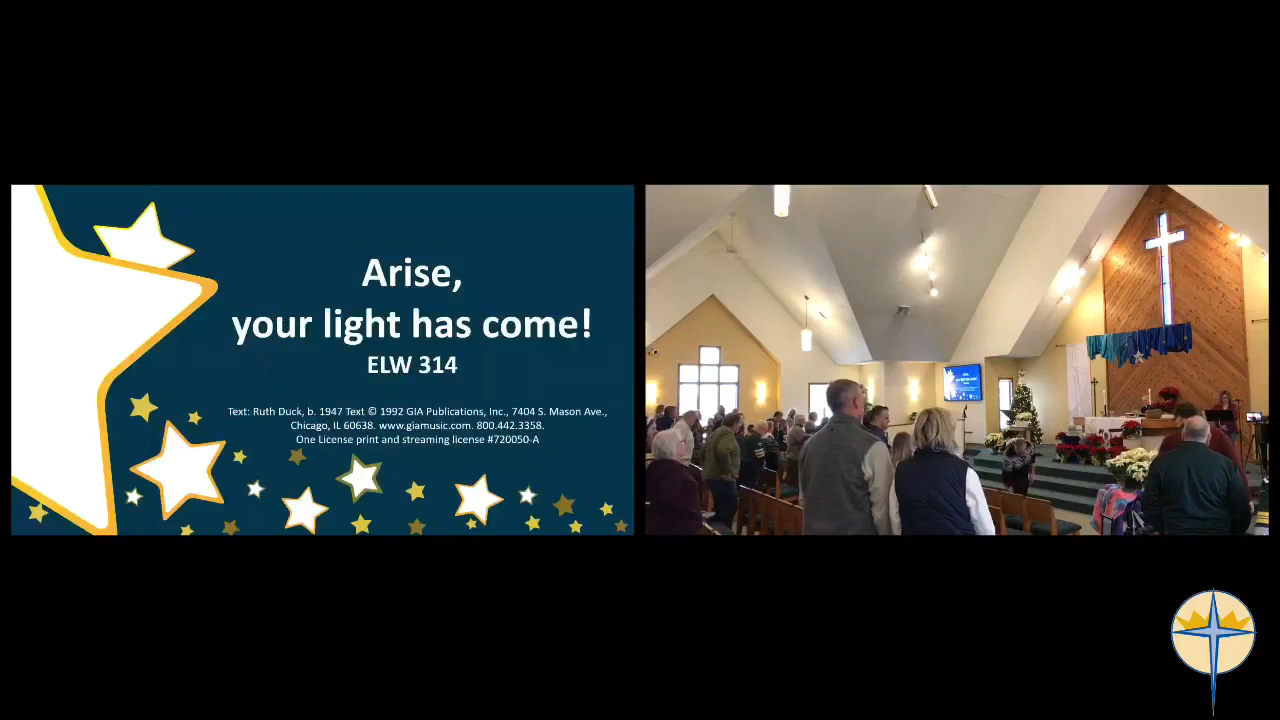 Arise,
your light has come!
ELW 314
Text: Ruth Duck, b. 1947 Text © 1992 GIA Publications, Inc., 7404 S. Mason Ave.,
Chicago, IL 60638. www.giamusic.com. 800.442.3358.
One License print and streaming license #720050-A